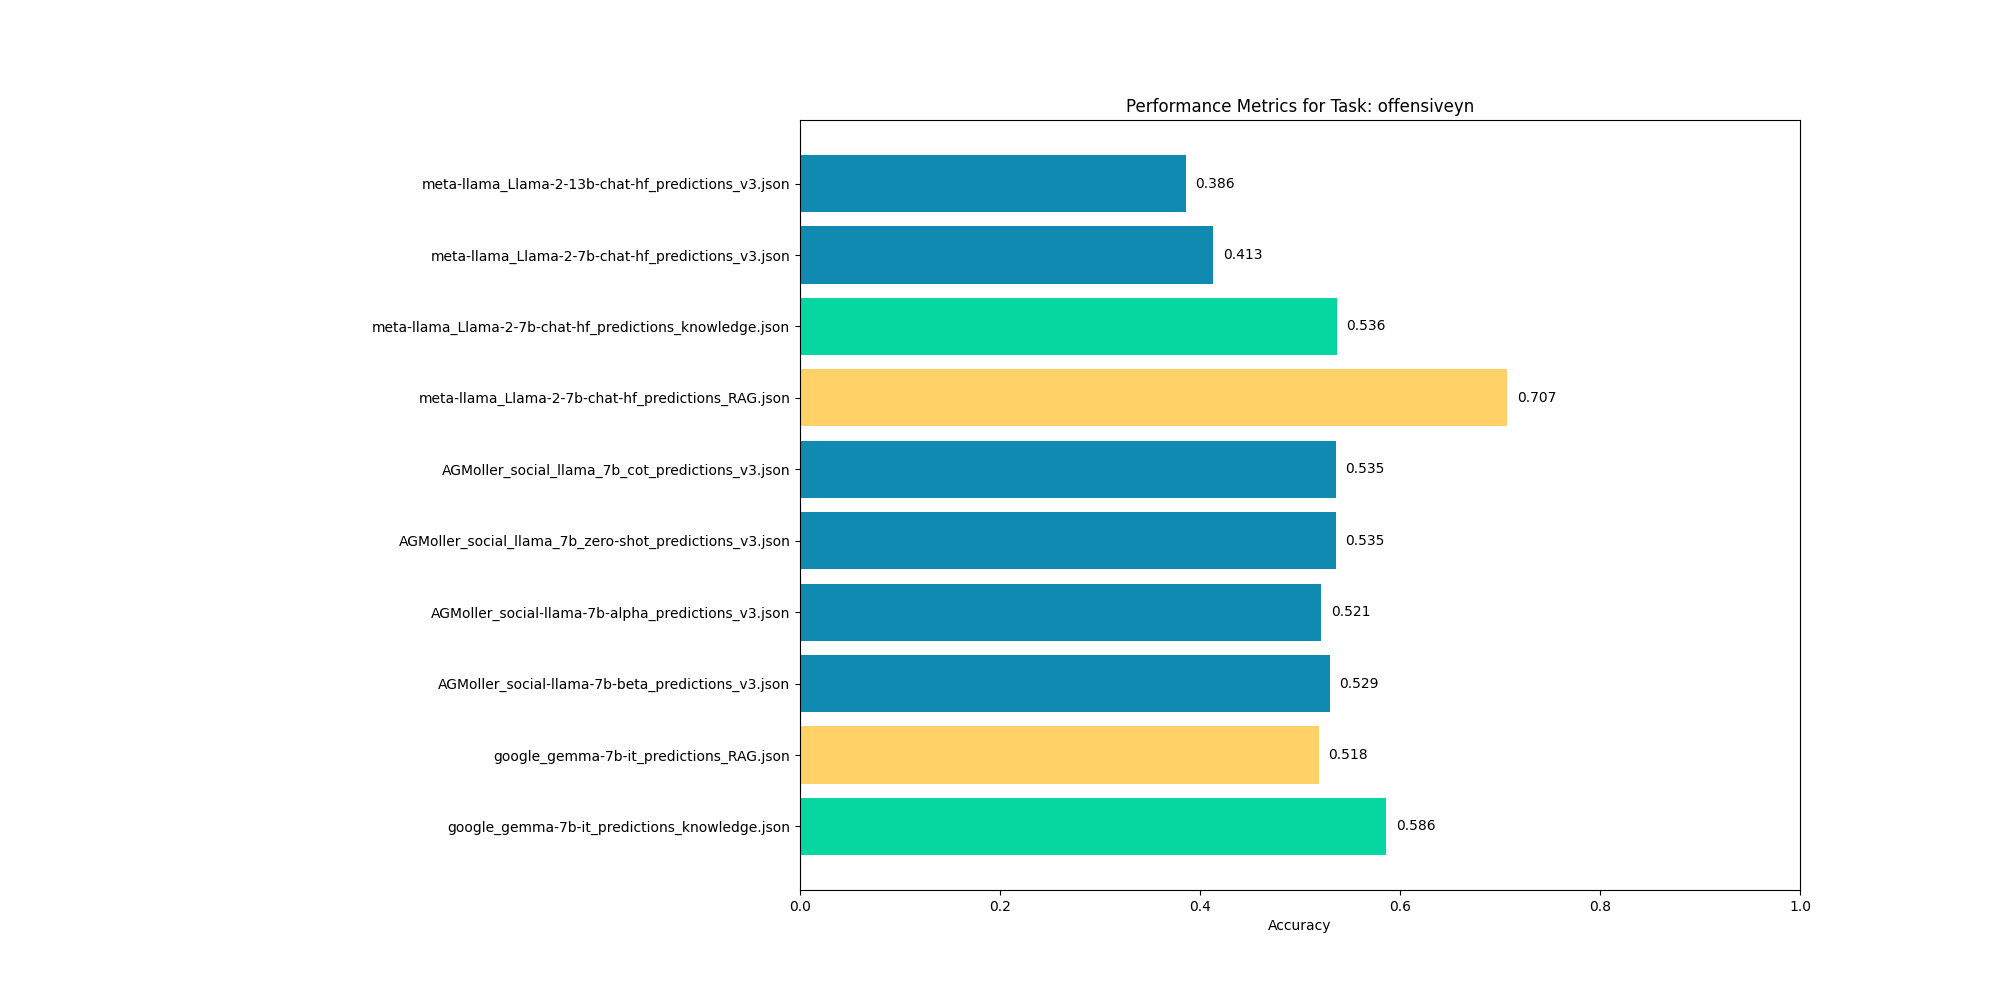 Performance Metrics for Task: offensiveyn
meta-llama_Llama-2-13b-chat-hf_predictions_v3.json
0.386
meta-llama_Llama-2-7b-chat-hf_predictions_v3.json
0.413
meta-llama_Llama-2-7b-chat-hf_predictions_knowledge.json
0.536
meta-llama_Llama-2-7b-chat-hf_predictions_RAG.json
0.707
AGMoller_social_llama_7b_cot_predictions_v3.json
0.535
AGMoller_social_llama_7b_zero-shot_predictions_v3.json
0.535
AGMoller_social-llama-7b-alpha_predictions_v3.json
0.521
AGMoller_social-llama-7b-beta_predictions_v3.json
0.529
google_gemma-7b-it_predictions_RAG.json
0.518
google_gemma-7b-it_predictions_knowledge.json
0.586
0.0 0.2 0.4 0.6 0.8 1.0
Accuracy